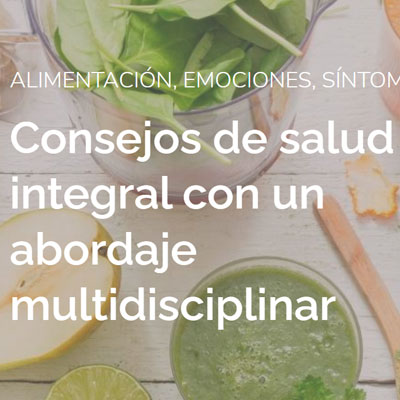 ALIMENTACIÓN, EMOCIONES, SÍNTOM
Consejos de salud
integral con un
abordaje
multidisciplinar